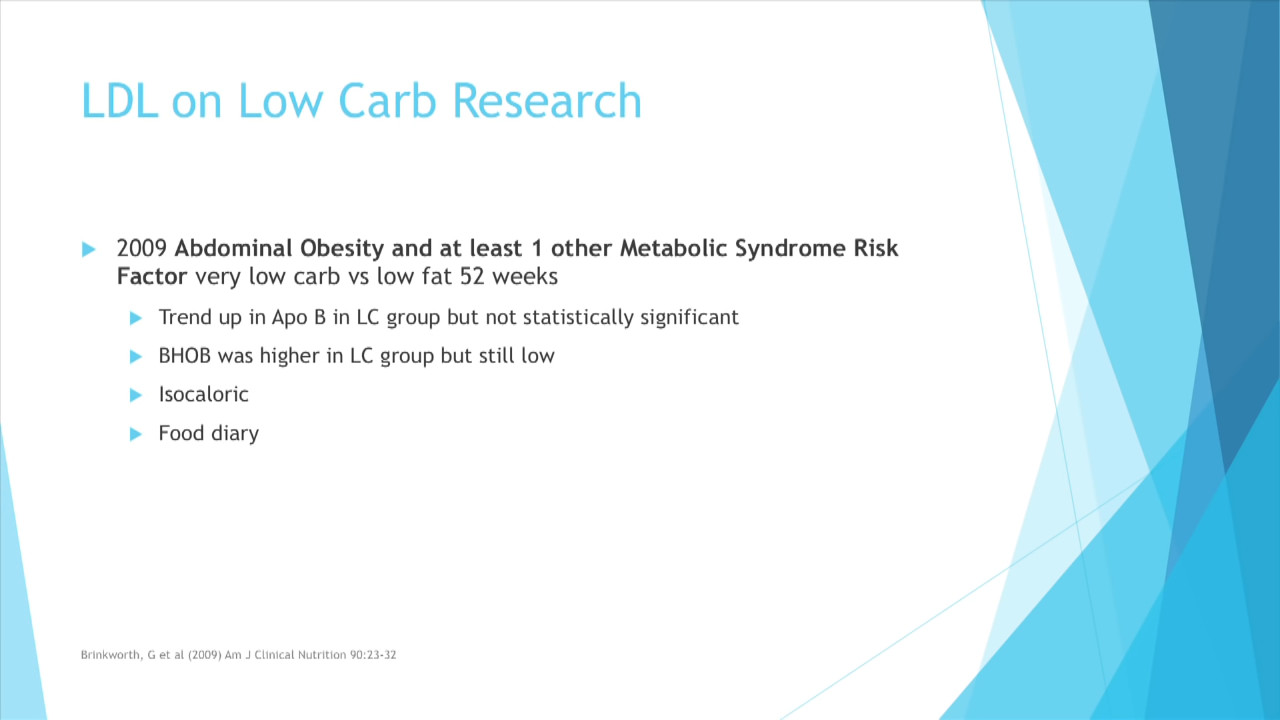 LDL on Low Carb Research
2009 Abdominal Obesity and at least 1 other Metabolic Syndrome Risk
Factor very low carb vs low fat 52 weeks
Trend up in Apo B in LC group but not statistically significant
BHOB was higher in LC group but still low
Isocaloric
Food diary
Brinkworth, G et al (2009) Am J Clinical Nutrition 90:23-32